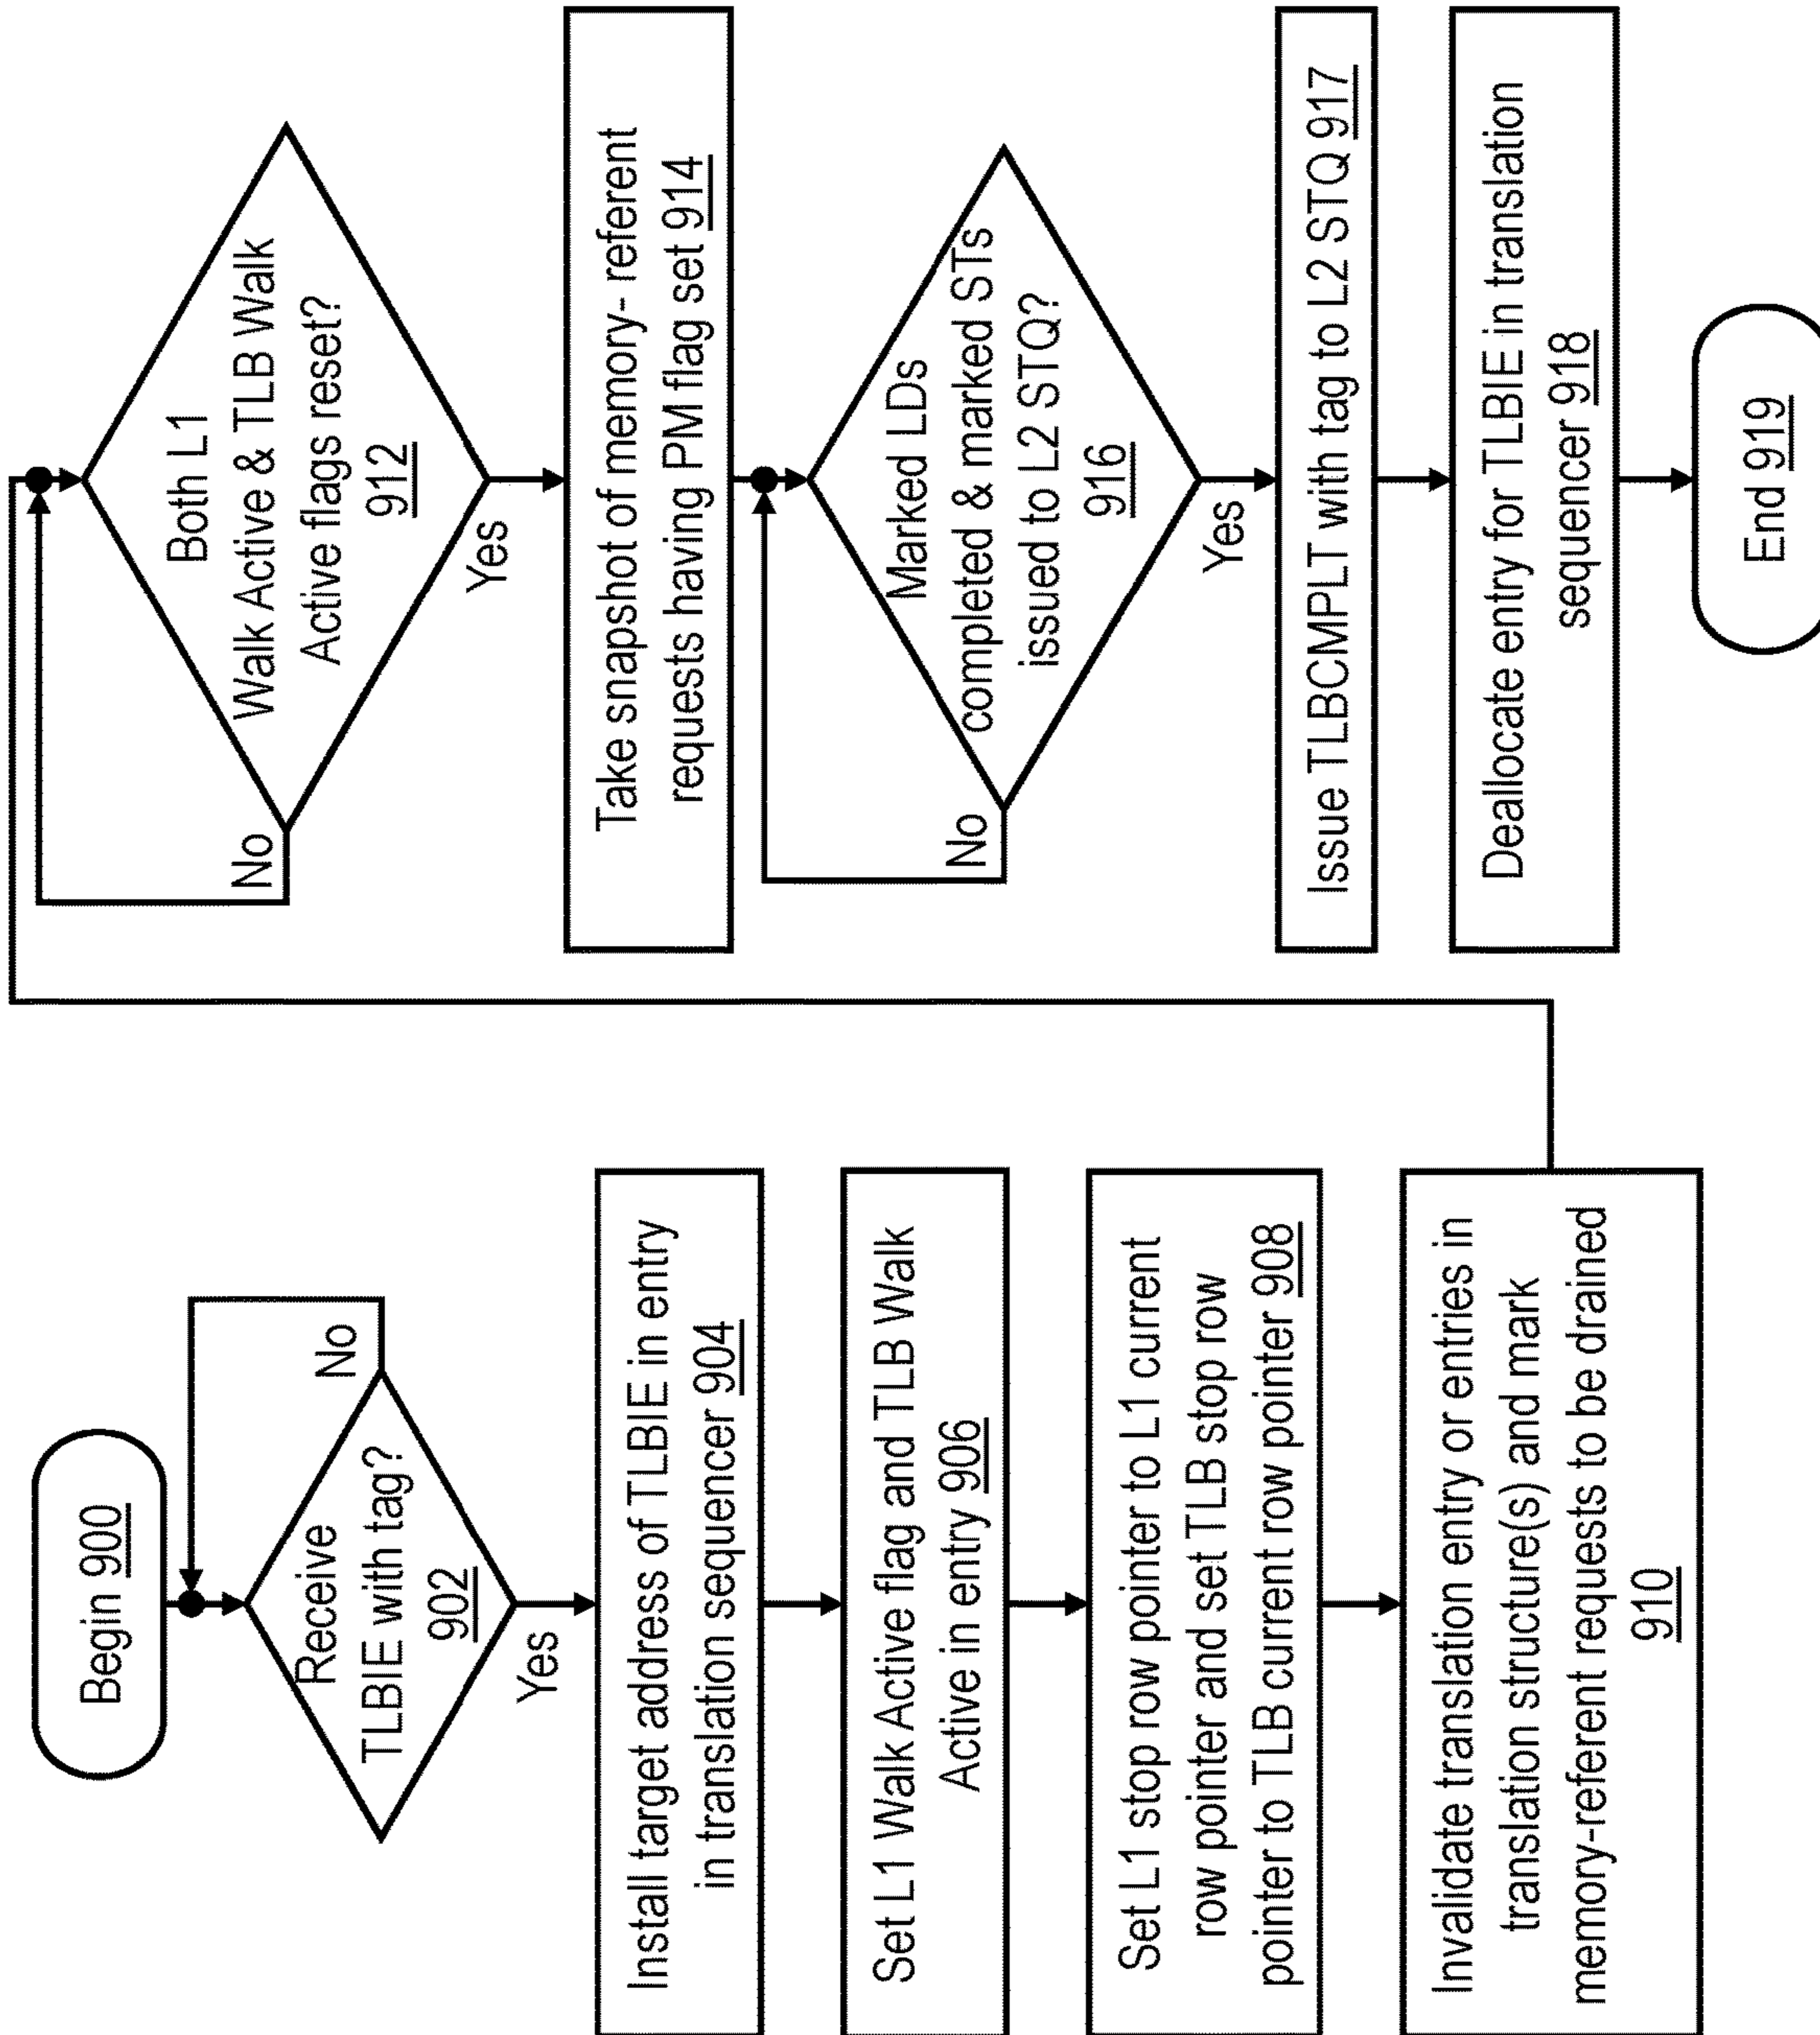 Begin 900
Receive
TLBIE with tag?
902
No
Yes
Install target address of TLBIE in entry
in translation sequencer 904
Set L1 Walk Active flag and TLB Walk
Active in entry 906
Set L1 stop row pointer to L1 current
row pointer and set TLB stop row
pointer to TLB current row pointer 908
Invalidate translation entry or entries in
translation structure(s) and mark
memory-referent requests to be drained
910
Both L1
Walk Active & TLB Walk
Active flags reset?
912
No
Yes
Take snapshot of memory- referent
requests having PM flag set 914
Marked LDs
completed & marked STs
issued to L2 STQ?
916
No
Yes
Issue TLBCMPLT with tag to L2 STQ 917
Deallocate entry for TLBIE in translation
sequencer 918
End 919